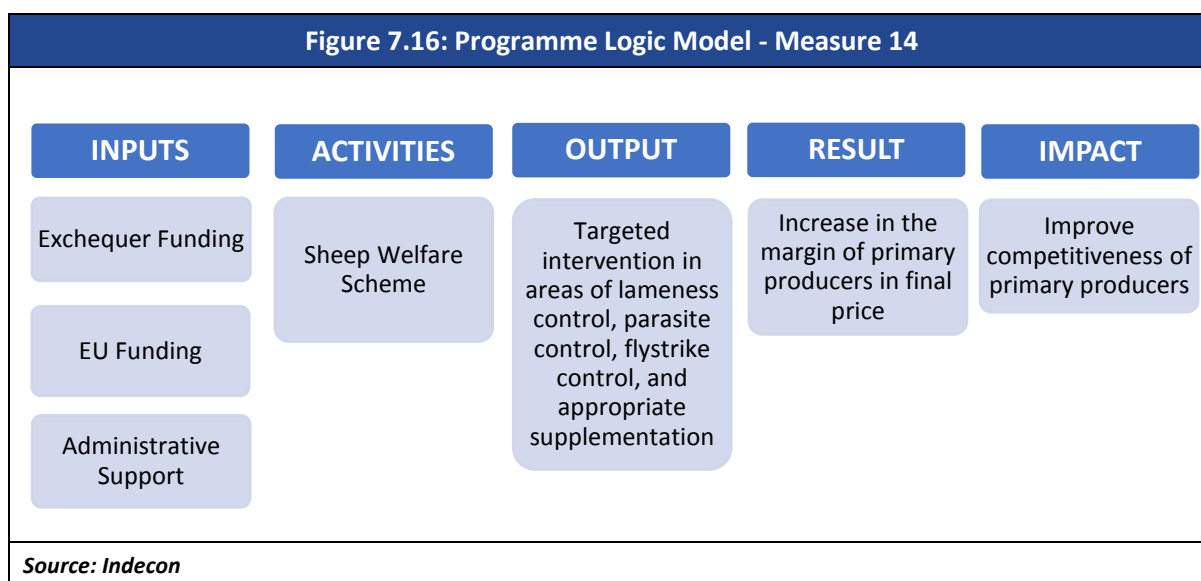 Figure 7.16: Programme Logic Model - Measure 14
INPUTS
Exchequer Funding
EU Funding
Administrative
Support
ACTIVITIES
Sheep Welfare
Scheme
OUTPUT
Targeted
intervention in
areas of lameness
control, parasite
control, flystrike
control, and
appropriate
supplementation
RESULT
Increase in the
margin of primary
producers in final
price
IMPACT
Improve
competitiveness of
primary producers
Source: Indecon